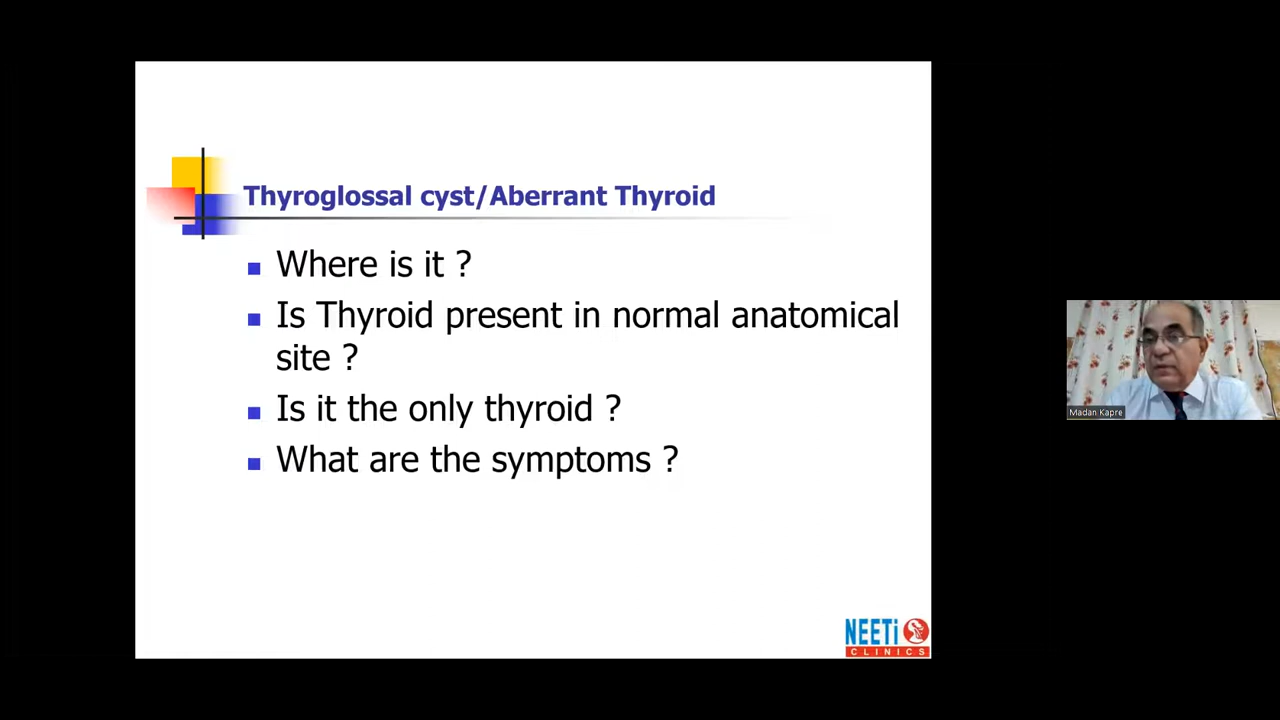 Thyroglossal cyst/Aberrant Thyroid
Where is it ?
Is Thyroid present in normal anatomical
site ?
Is it the only thyroid ?
What are the symptoms ?
Madan Kapre
NEETi
CLINICS